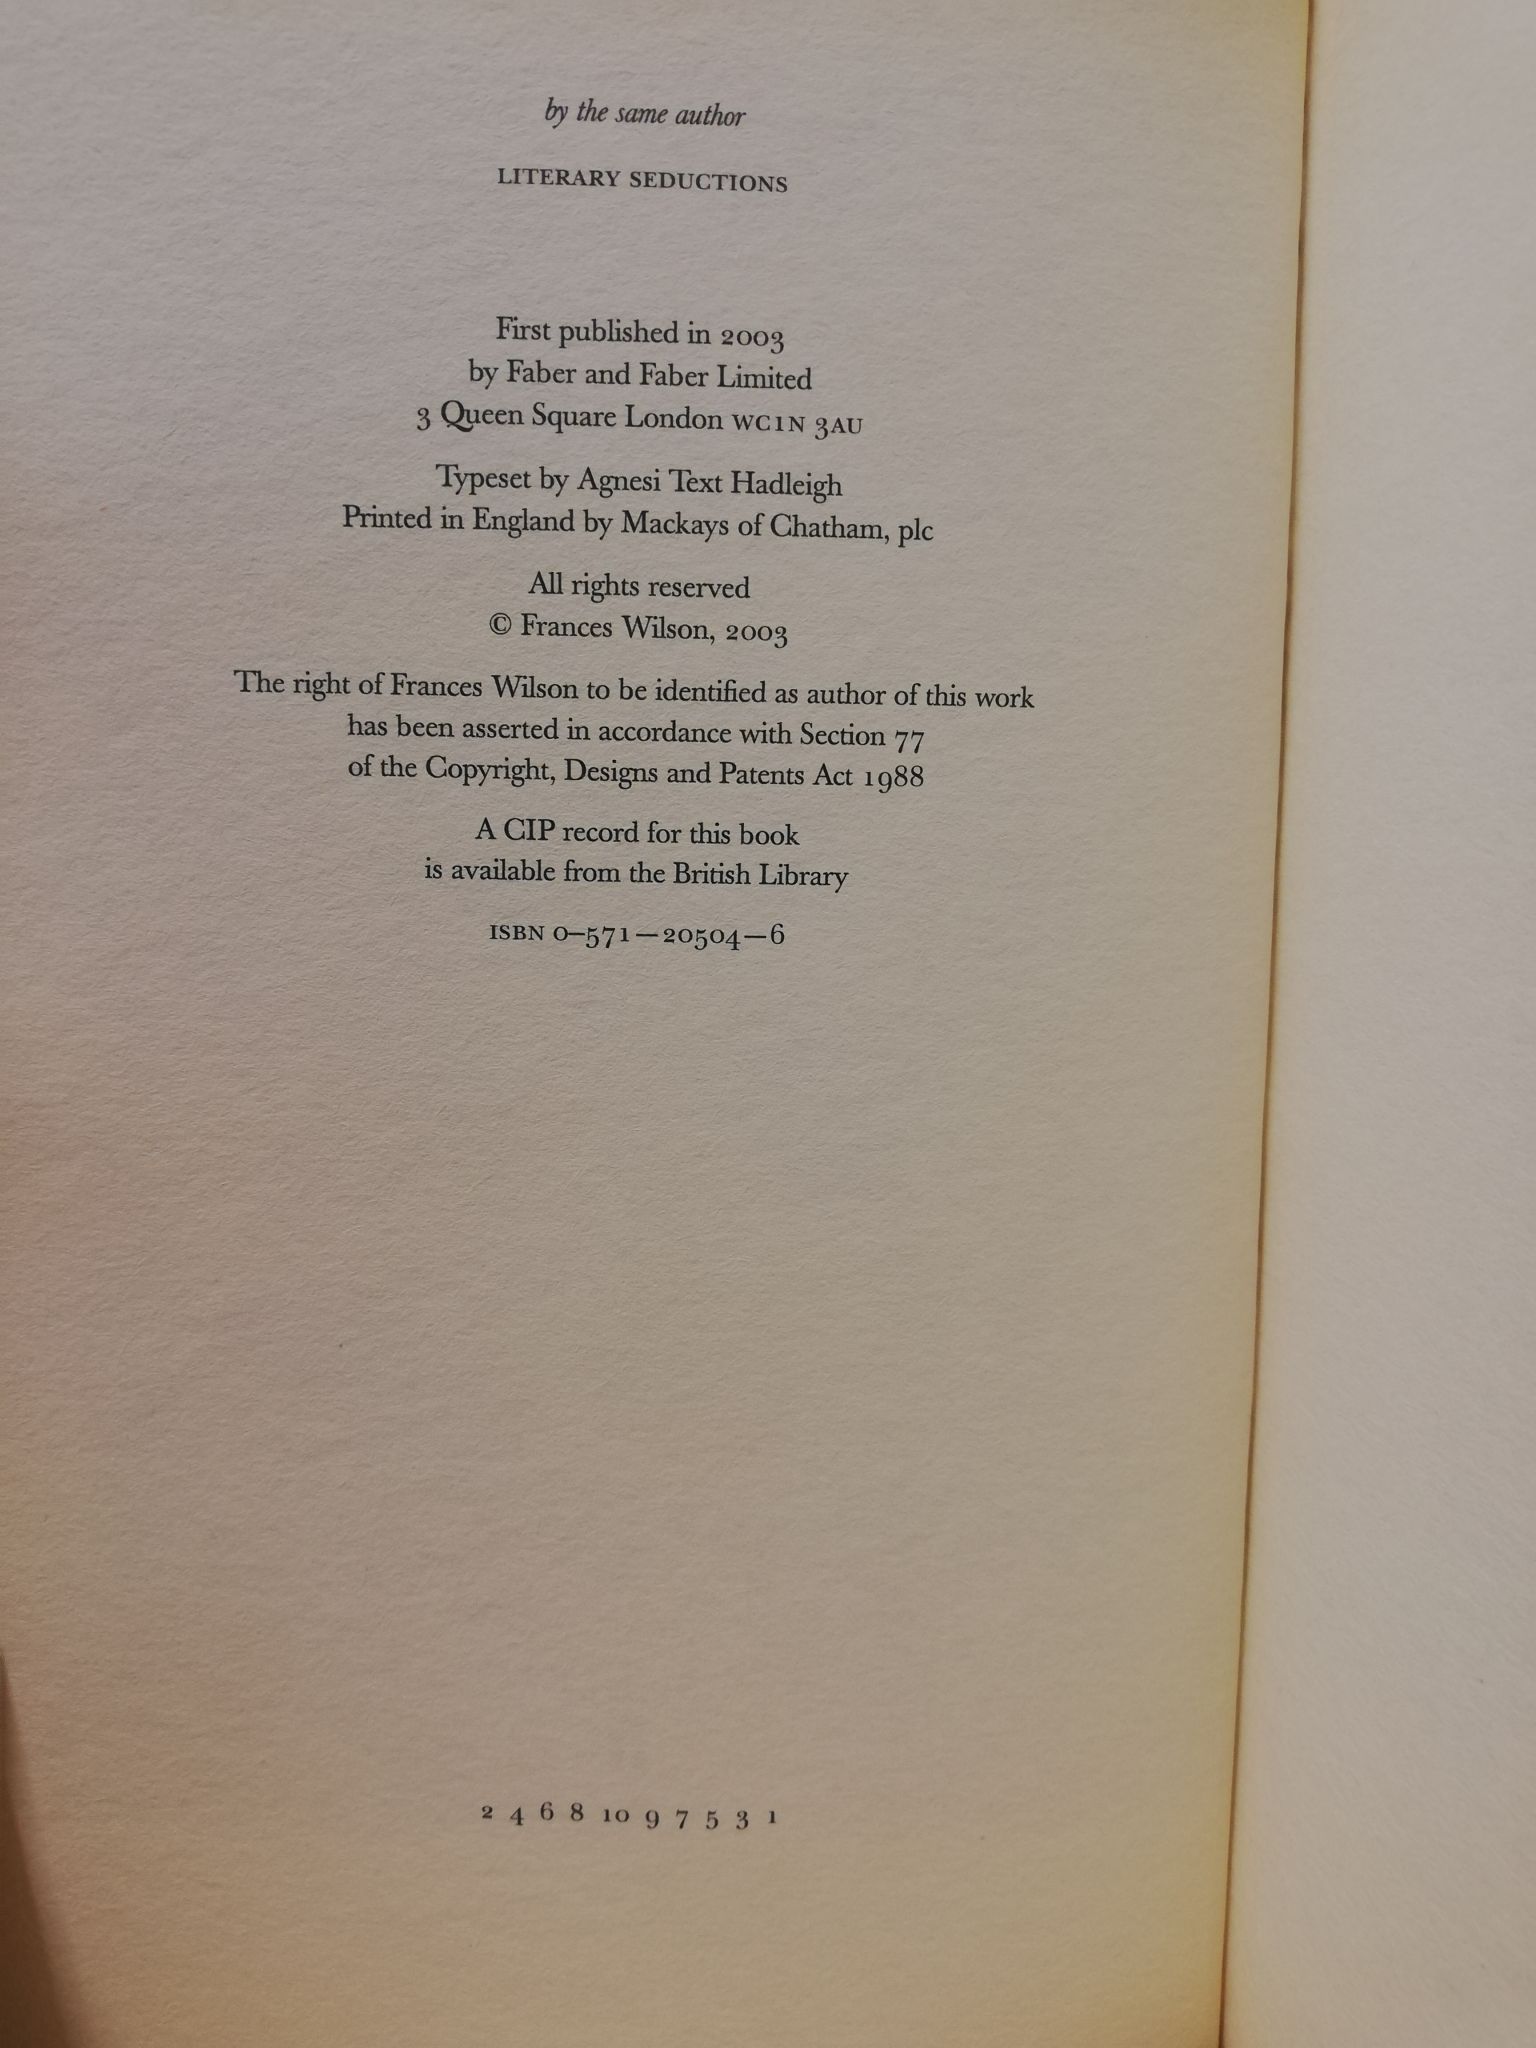 by the same author
LITERARY SEDUCTIONS
First published in 2003
by Faber and Faber Limited
3 Queen Square London WC1N 3AU
Typeset by Agnesi Text Hadleigh
Printed in England by Mackays of Chatham, plc
All rights reserved
© Frances Wilson, 2003
The right of Frances Wilson to be identified as author of this work
has been asserted in accordance with Section 77
of the Copyright, Designs and Patents Act 1988
A CIP record for this book
is available from the British Library
ISBN 0–571–20504–6
2 4 6 8 10 9 7 5 3 1